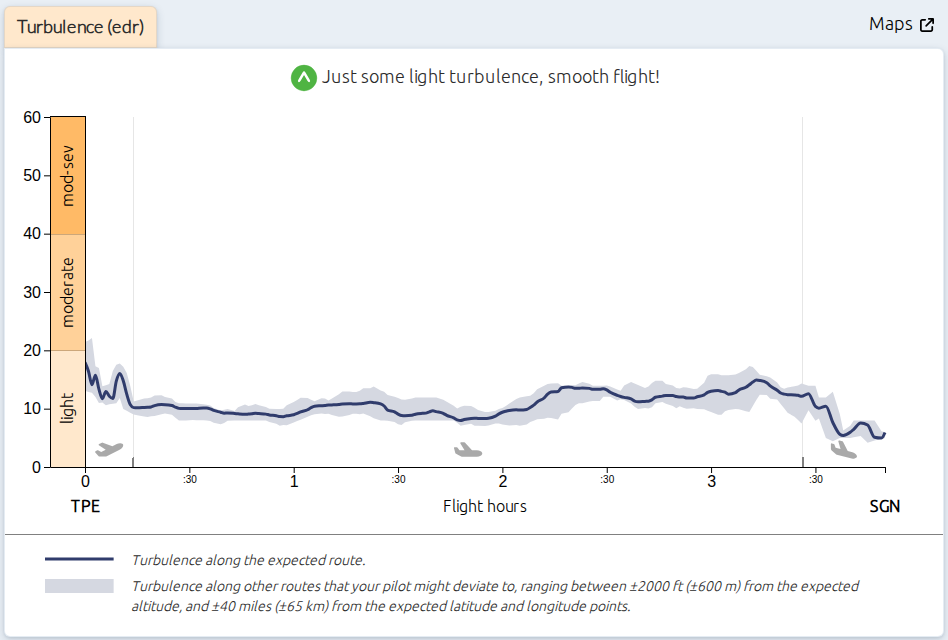 Turbulence (edr)
Maps
Just some light turbulence, smooth flight!
60
50
40
30
20
10
0
mod-sev
moderate
light
0
:30
1
:30
2
:30
3
:30
TPE
Flight hours
SGN
Turbulence along the expected route.
Turbulence along other routes that your pilot might deviate to, ranging between ±2000 ft (±600 m) from the expected
altitude, and ±40 miles (±65 km) from the expected latitude and longitude points.